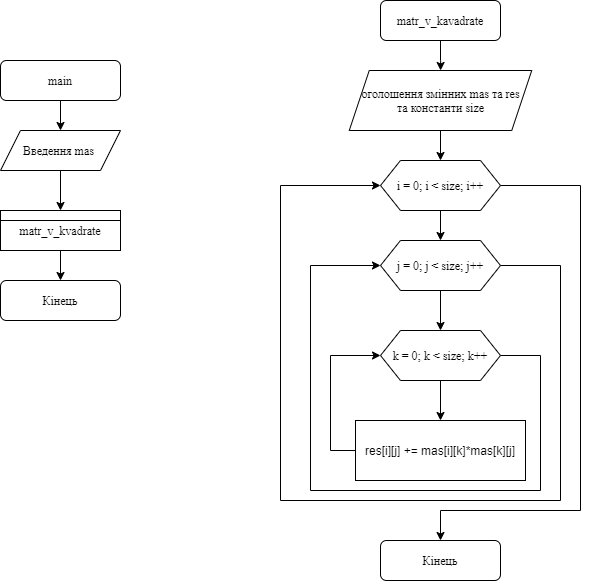 main
Введення mas
matr_v_kvadrate
Кінець
matr_v_kavadrate
оголошення змінних mas та res
та константи size
i = 0; i < size; i++
j = 0; j < size; j++
k = 0; k < size; k++
res[i][j] += mas[i][k]*mas[k][j]
Кінець